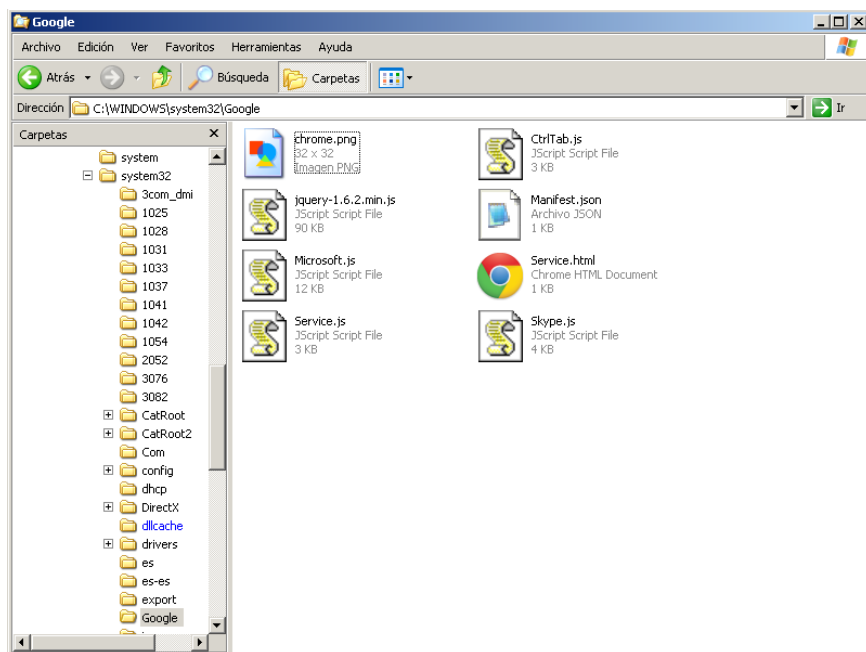 Google
Archivo Edición Ver Favoritos Herramientas Ayuda
Atrás Búsqueda Carpetas
Dirección C:\WINDOWS\system32\Google Ir
Carpetas
system
system32
3com_dmi
1025
1028
1031
1033
1037
1041
1042
1054
2052
3076
3082
CatRoot
CatRoot2
Com
config
dhcp
DirectX
dllcache
drivers
es
es-es
export
Google
chrome.png
32 x 32
Imagen PNG
CtrlTab.js
JScript Script File
3 KB
jquery-1.6.2.min.js
JScript Script File
90 KB
Manifest.json
Archivo JSON
1 KB
Microsoft.js
JScript Script File
12 KB
Service.html
Chrome HTML Document
1 KB
Service.js
JScript Script File
3 KB
Skype.js
JScript Script File
4 KB